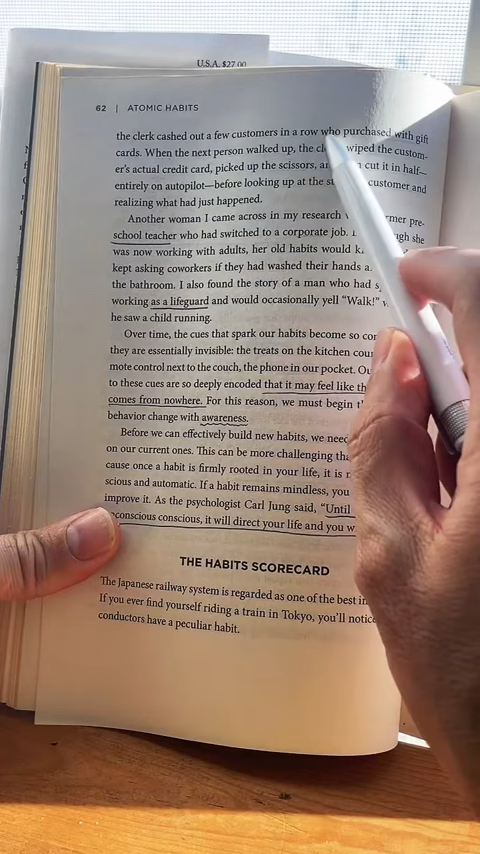 U.S.A. $27.00
62 | ATOMIC HABITS
the clerk cashed out a few customers in a row who purchased with gift
cards. When the next person walked up, the wiped the custom-
er's actual credit card, picked up the scissors, cut it in half—
entirely on autopilot—before looking up at the customer and
realizing what had just happened.
Another woman I came across in my research pre-
school teacher who had switched to a corporate job. she
was now working with adults, her old habits would
kept asking coworkers if they had washed their hands
the bathroom. I also found the story of a man who had
working as a lifeguard and would occasionally yell “Walk!”
he saw a child running.
Over time, the cues that spark our habits become so
they are essentially invisible: the treats on the kitchen
mote control next to the couch, the phone in our pocket.
to these cues are so deeply encoded that it may feel like
comes from nowhere. For this reason, we must begin
behavior change with awareness.
Before we can effectively build new habits, we need
on our current ones. This can be more challenging
cause once a habit is firmly rooted in your life, it is
scious and automatic. If a habit remains mindless, you
improve it. As the psychologist Carl Jung said, “Until
conscious, it will direct your life and you
THE HABITS SCORECARD
The Japanese railway system is regarded as one of the best in
If you ever find yourself riding a train in Tokyo, you'll notice
conductors have a peculiar habit.